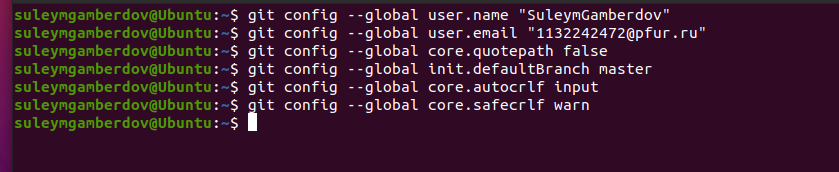 suleymgamberdov@Ubuntu:~$ git config --global user.name "SuleymGamberdov"
suleymgamberdov@Ubuntu:~$ git config --global user.email "1132242472@pfur.ru"
suleymgamberdov@Ubuntu:~$ git config --global core.quotepath false
suleymgamberdov@Ubuntu:~$ git config --global init.defaultBranch master
suleymgamberdov@Ubuntu:~$ git config --global core.autocrlf input
suleymgamberdov@Ubuntu:~$ git config --global core.safecrlf warn
suleymgamberdov@Ubuntu:~$